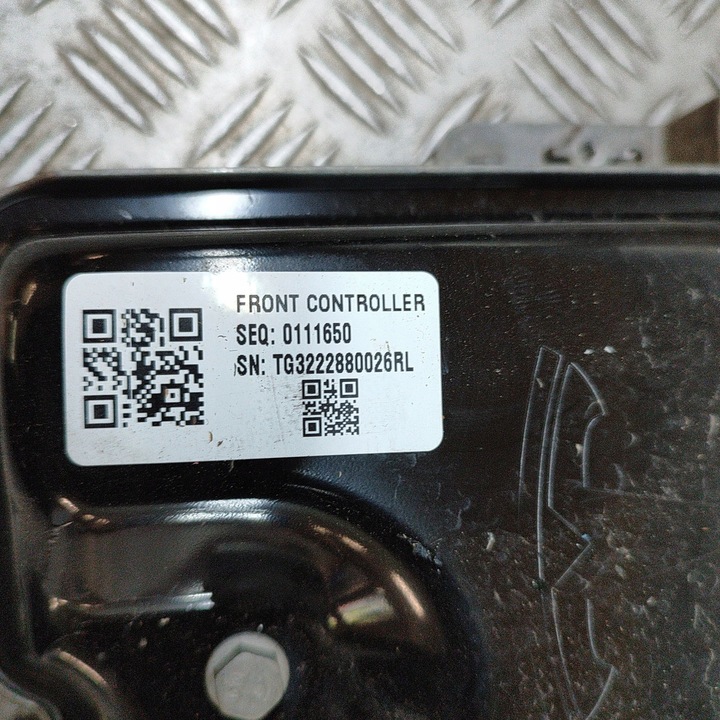 FRONT CONTROLLER
SEQ: 0111650
SN: TG3222880026RL